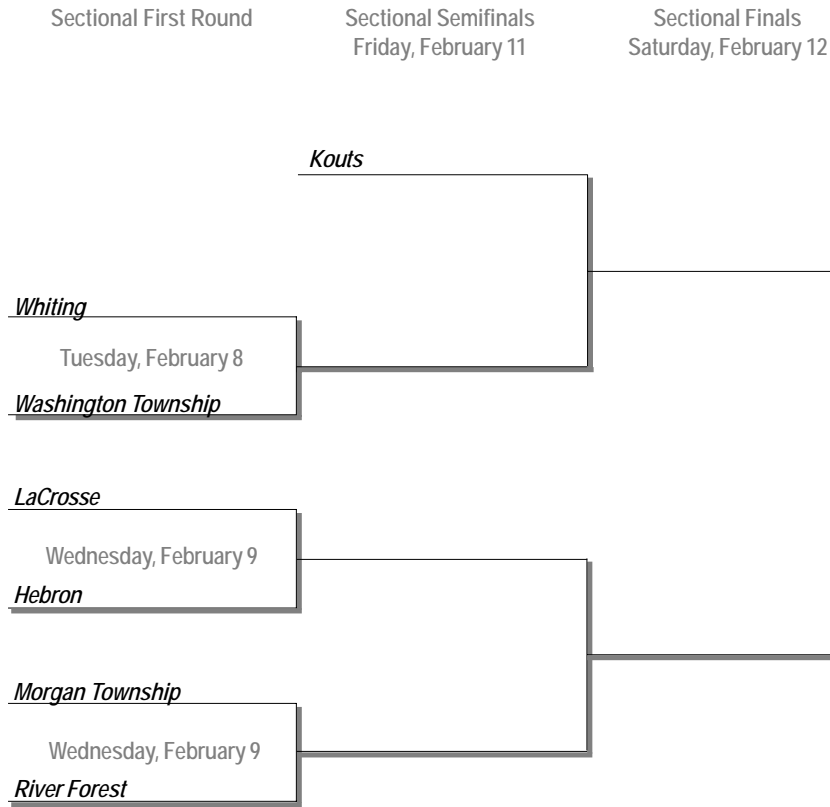 Sectional First Round
Sectional Semifinals
Friday, February 11
Sectional Finals
Saturday, February 12
Kouts
Whiting
Tuesday, February 8
Washington Township
LaCrosse
Wednesday, February 9
Hebron
Morgan Township
Wednesday, February 9
River Forest